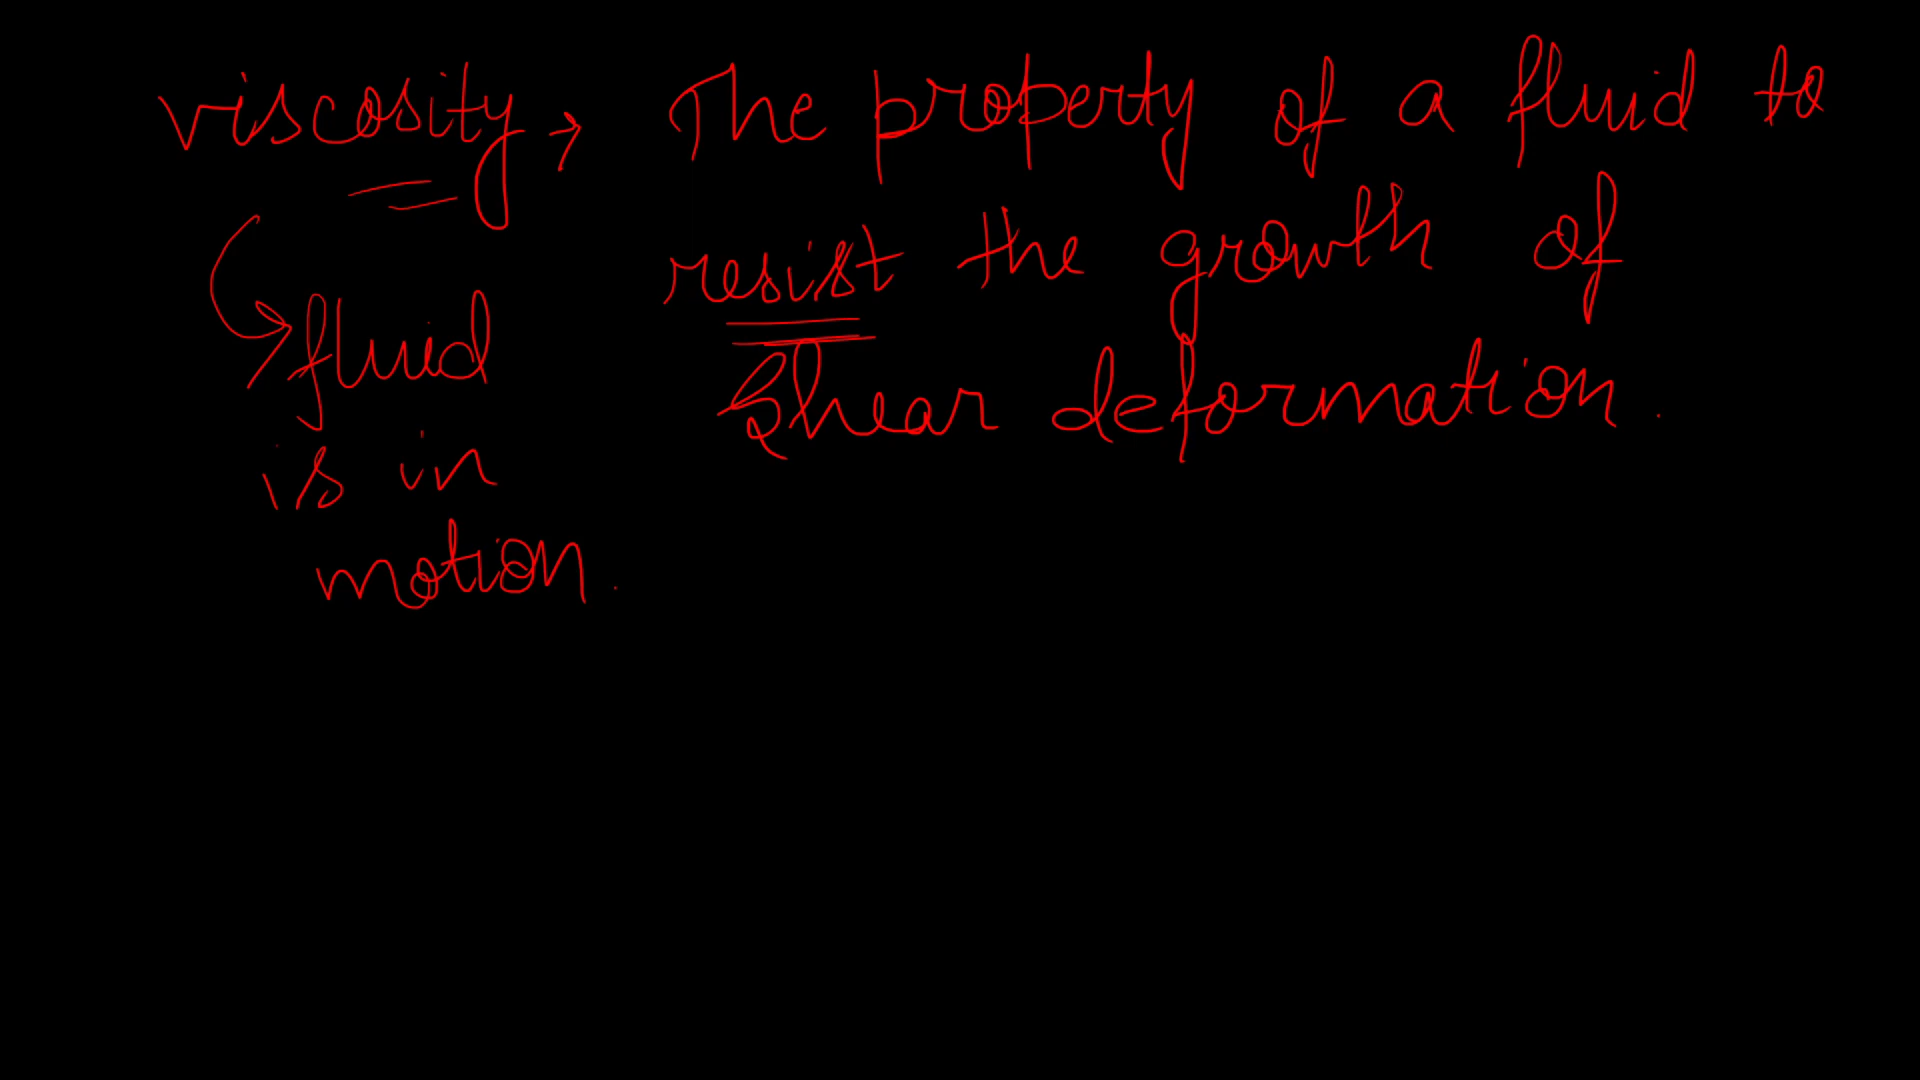 viscosity → The property of a fluid to
resist the growth of
shear deformation.
fluid
is in
motion.